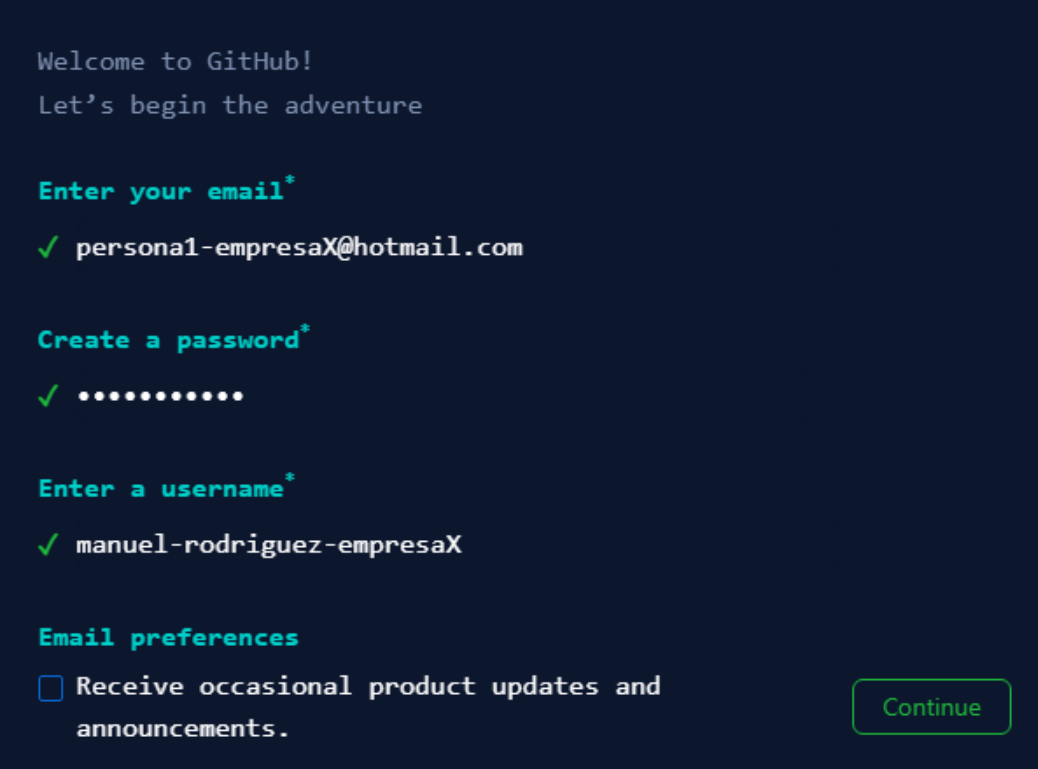 Welcome to GitHub!
Let’s begin the adventure
Enter your email*
✓ persona1-empresaX@hotmail.com
Create a password*
✓ •••••••••••
Enter a username*
✓ manuel-rodriguez-empresaX
Email preferences
Receive occasional product updates and
announcements.
Continue